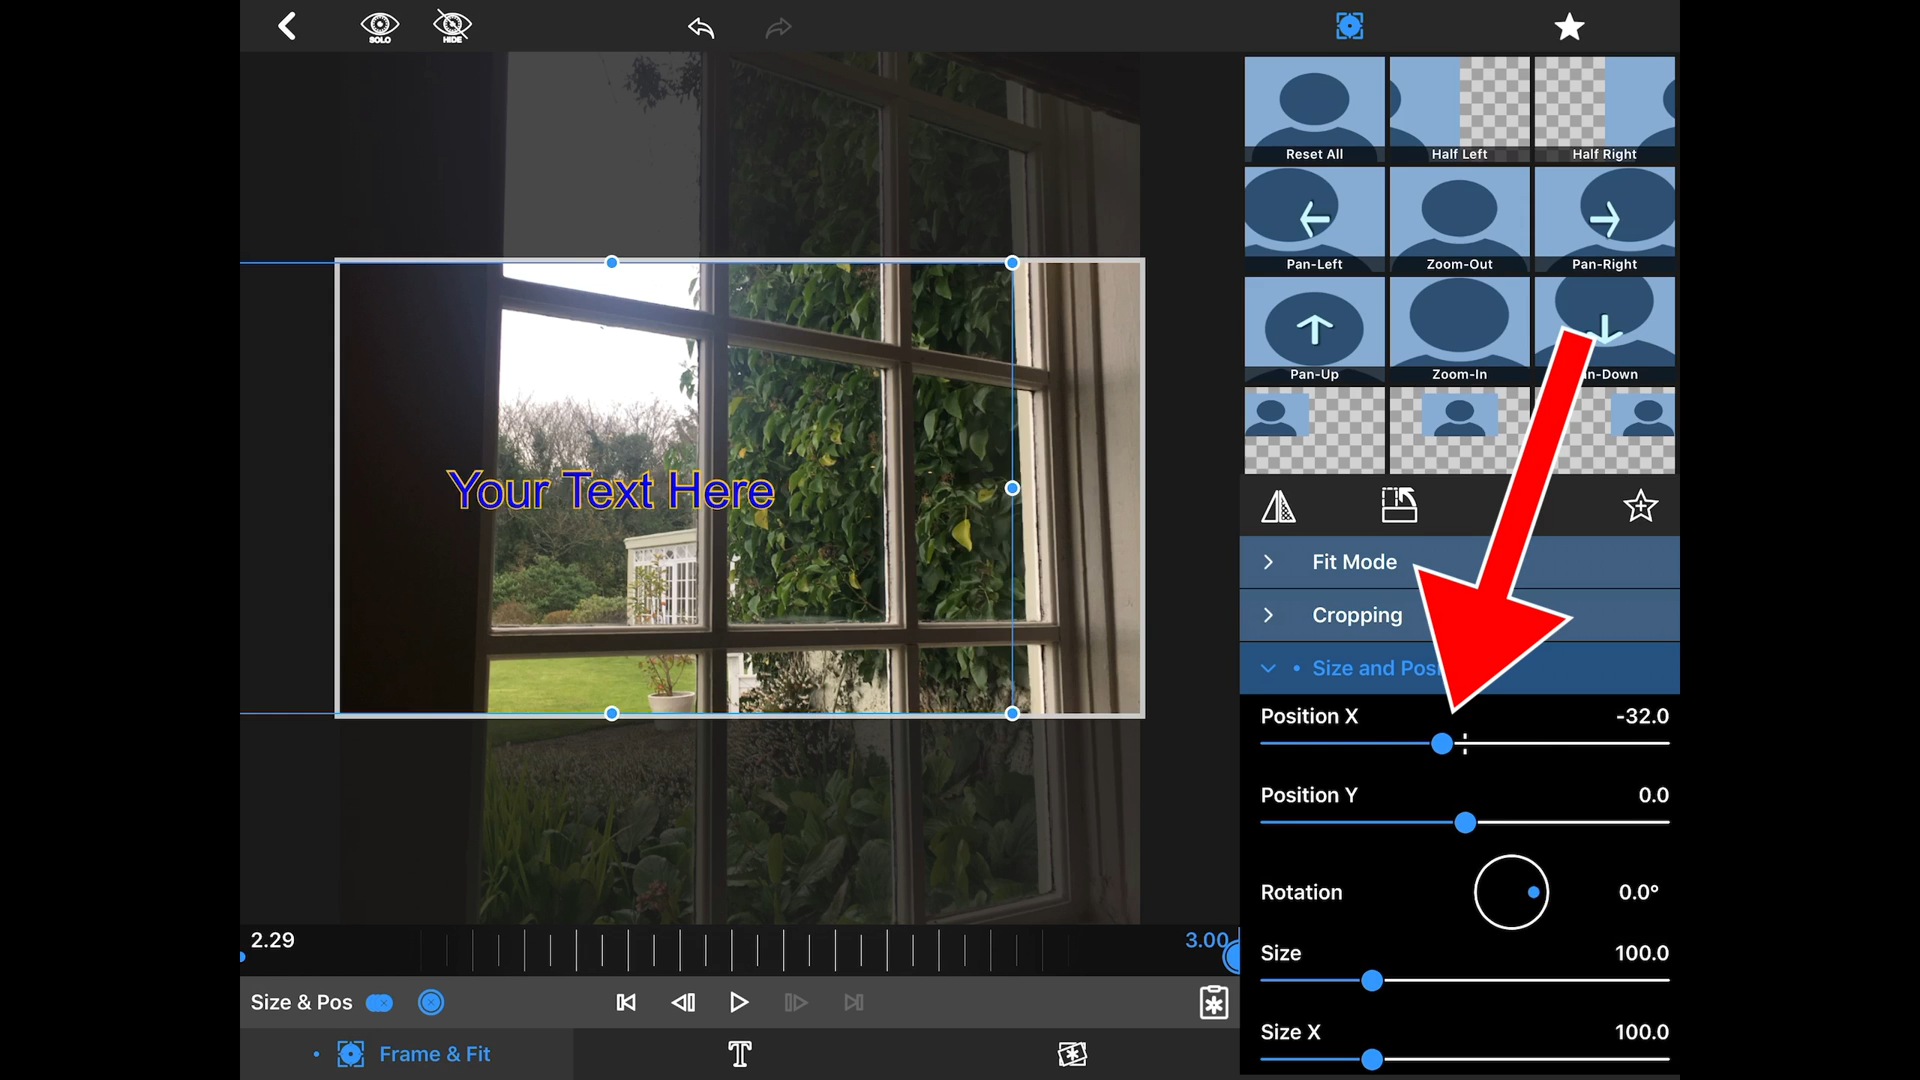 SOLO
HIDE
Reset All
Half Left
Half Right
Pan-Left
Zoom-Out
Pan-Right
Pan-Up
Zoom-In
n-Down
Your Text Here
Fit Mode
Cropping
Size and Pos
Position X
-32.0
Position Y
0.0
Rotation
0.0°
Size
100.0
Size X
100.0
2.29
3.00
Size & Pos
Frame & Fit